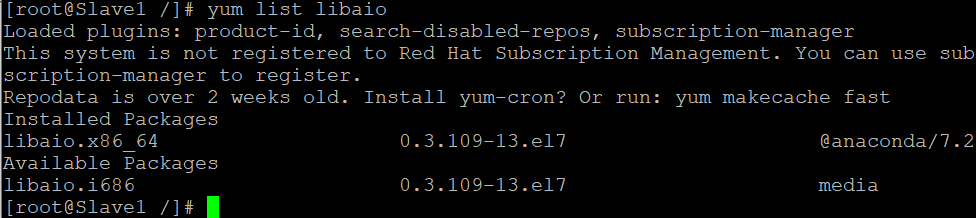 [root@Slave1 /]# yum list libaio
Loaded plugins: product-id, search-disabled-repos, subscription-manager
This system is not registered to Red Hat Subscription Management. You can use sub
scription-manager to register.
Repodata is over 2 weeks old. Install yum-cron? Or run: yum makecache fast
Installed Packages
libaio.x86_64 0.3.109-13.el7 @anaconda/7.2
Available Packages
libaio.i686 0.3.109-13.el7 media
[root@Slave1 /]#